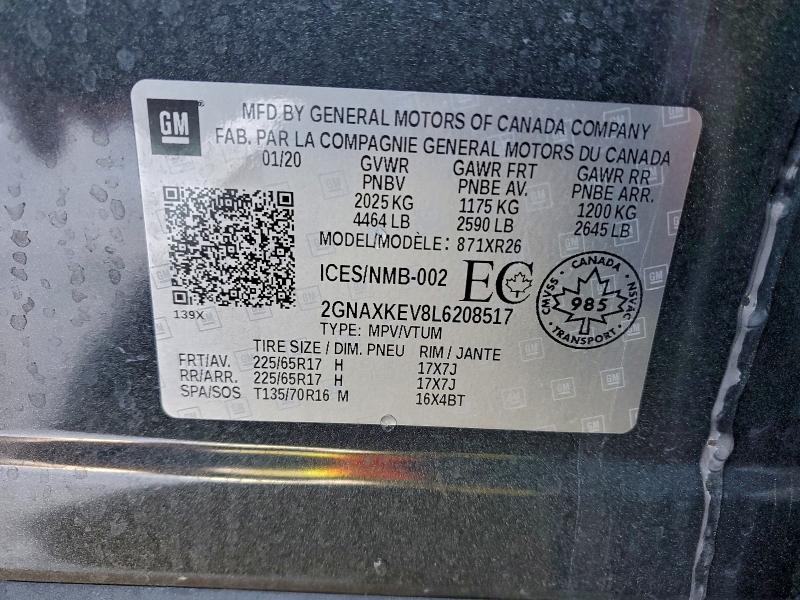 GM
MFD BY GENERAL MOTORS OF CANADA COMPANY
FAB. PAR LA COMPAGNIE GENERAL MOTORS DU CANADA
01/20 GVWR GAWR FRT GAWR RR
PNBV PNBE AV. PNBE ARR.
2025 KG 1175 KG 1200 KG
4464 LB 2590 LB 2645 LB
MODEL/MODÈLE: 871XR26
ICES/NMB-002 EC
CANADA
CMVSS 985 NSVAC
TRANSPORT
139X 2GNAXKEV8L6208517
TYPE: MPV/VTUM
TIRE SIZE / DIM. PNEU RIM / JANTE
FRT/AV. 225/65R17 H 17X7J
RR/ARR. 225/65R17 H 17X7J
SPA/SOS T135/70R16 M 16X4BT